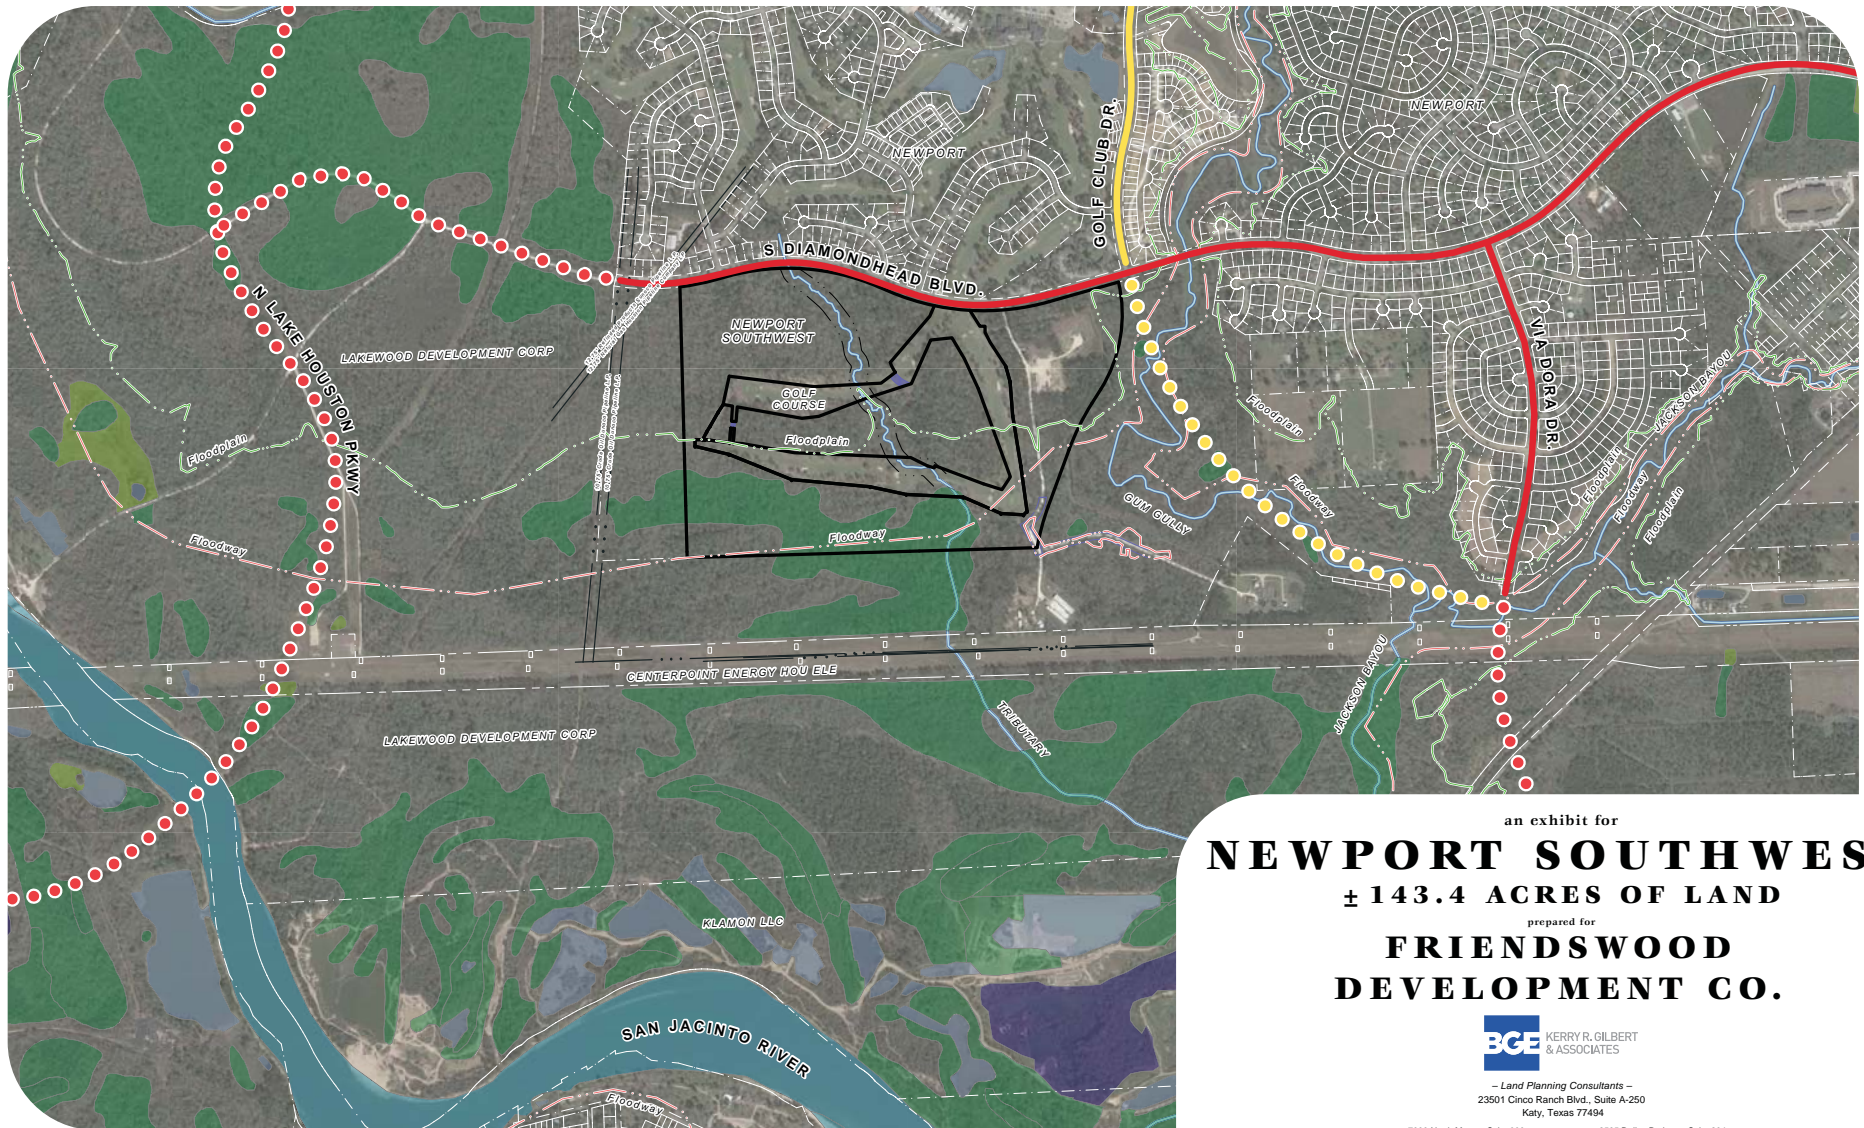 NEWPORT
GOLF CLUB DR.
NEWPORT
S DIAMONDHEAD BLVD.
N LAKE HOUSTON PKWY
LAKEWOOD DEVELOPMENT CORP
NEWPORT
SOUTHWEST
GOLF
COURSE
Floodplain
Floodplain
Floodplain
VIA DORA DR.
JACKSON BAYOU
Floodplain
Floodway
Floodplain
Floodway
GUM GULLY
Floodway
Floodway
CENTERPOINT ENERGY HOU ELE
JACKSON BAYOU
LAKEWOOD DEVELOPMENT CORP
TRIBUTARY
KLAMON LLC
SAN JACINTO RIVER
Floodway
an exhibit for
NEWPORT SOUTHWES
± 143.4 ACRES OF LAND
prepared for
FRIENDSWOOD
DEVELOPMENT CO.
BGE KERRY R. GILBERT
& ASSOCIATES
– Land Planning Consultants –
23501 Cinco Ranch Blvd., Suite A-250
Katy, Texas 77494